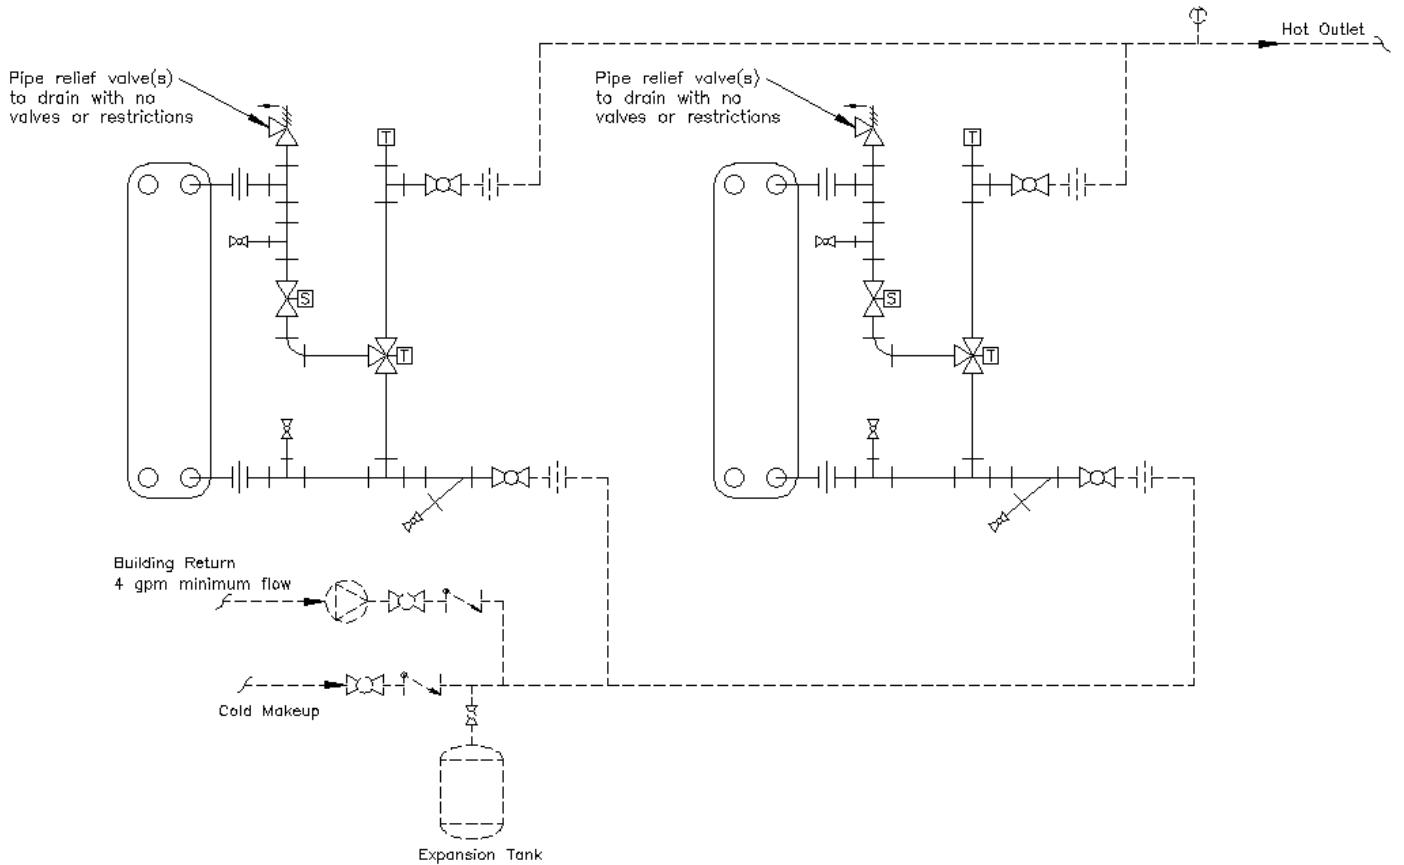 T
Hot Outlet
Pipe relief valve(s)
to drain with no
valves or restrictions
Pipe relief valve(s)
to drain with no
valves or restrictions
T
T
S
S
T
T
Building Return
4 gpm minimum flow
Cold Makeup
Expansion Tank